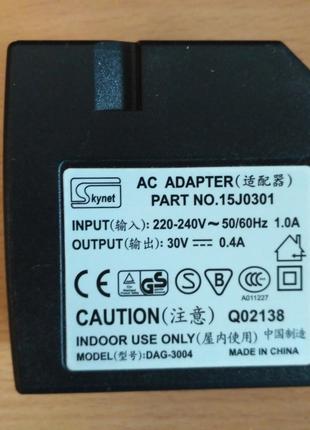 Skynet
AC ADAPTER(适配器)
PART NO.15J0301
INPUT(输入): 220-240V～50/60Hz 1.0A
OUTPUT(输出): 30V ⎓ 0.4A
CE GS S B CCC
A011227
CAUTION(注意) Q02138
INDOOR USE ONLY(屋内使用) 中国制造
MODEL(型号):DAG-3004 MADE IN CHINA